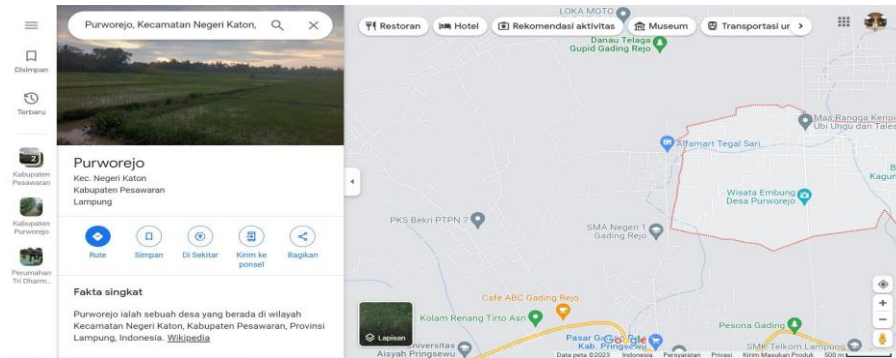 Purworejo, Kecamatan Negeri Katon,
Disimpan
Terbaru
2
Kabupaten
Pesawaran
Kabupaten
Purworejo
Perumahan
Tri Dharm...
Purworejo
Kec. Negeri Katon
Kabupaten Pesawaran
Lampung
Rute
Simpan
Di Sekitar
Kirim ke
ponsel
Bagikan
Fakta singkat
Purworejo ialah sebuah desa yang berada di wilayah
Kecamatan Negeri Katon, Kabupaten Pesawaran, Provinsi
Lampung, Indonesia. Wikipedia
Restoran
Hotel
Rekomendasi aktivitas
Museum
Transportasi ur
LOKA MOTO
Danau Telaga
Gupid Gading Rejo
Mas Rangga
Ubi Ungu dan Tales
Alfamart Tegal Sari
Kagun
Wisata Embung
Desa Purworejo
PKS Bekri PTPN 7
SMA Negeri 1
Gading Rejo
Cafe ABC Gading Rejo
Kolam Renang Tirto Asri
Lapisan
Universitas
Aisyah Pringsewu
Pasar
Kab. Pringsewu
Google
Pesona Gading
SMK Telkom Lampung
Data peta ©2023
Indonesia
Persyaratan
Privasi
Kirim Masukan Produk
500 m